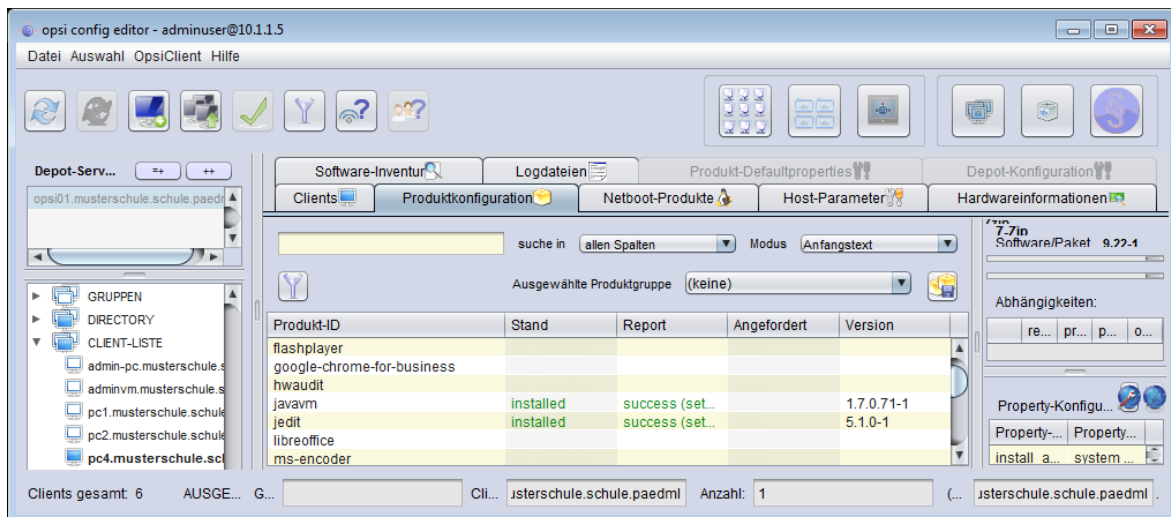 opsi config editor - adminuser@10.1.1.5
Datei Auswahl OpsiClient Hilfe
Depot-Serv... =+ ++
opsi01.musterschule.schule.paedr
GRUPPEN
DIRECTORY
CLIENT-LISTE
admin-pc.musterschule.s
adminvm.musterschule.s
pc1.musterschule.schule
pc2.musterschule.schule
pc4.musterschule.scl
Software-Inventur Logdateien Produkt-Defaultproperties Depot-Konfiguration
Clients Produktkonfiguration Netboot-Produkte Host-Parameter Hardwareinformationen
suche in allen Spalten Modus Anfangstext
Ausgewählte Produktgruppe (keine)
Produkt-ID Stand Report Angefordert Version
flashplayer
google-chrome-for-business
hwaudit
javavm installed success (set... 1.7.0.71-1
jedit installed success (set... 5.1.0-1
libreoffice
ms-encoder
7-Zip
Software/Paket 9.22-1
Abhängigkeiten:
re... pr... p... o...
Property-Konfigu...
Property-... Property...
install_a... system ...
Clients gesamt: 6 AUSGE... G... Cli... usterschule.schule.paedml Anzahl: 1 (... usterschule.schule.paedml .